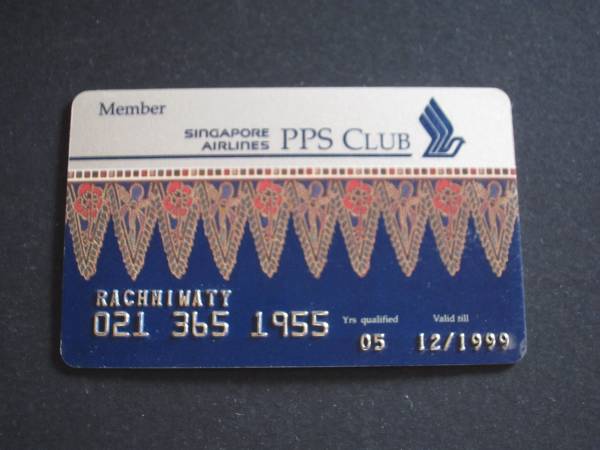 Member
SINGAPORE AIRLINES PPS CLUB
RACHNIWATY
021 365 1955
Yrs qualified 05
Valid till 12/1999